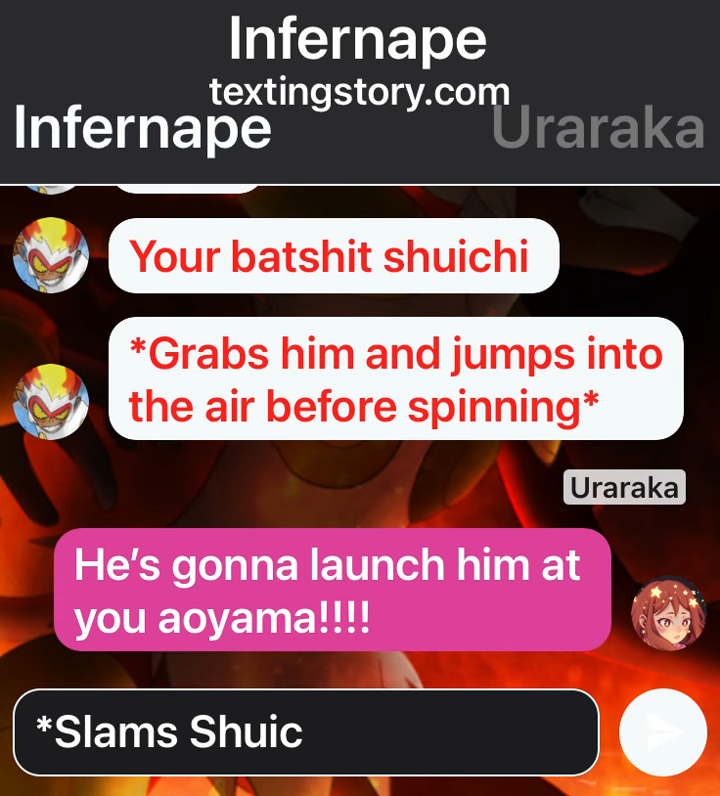 Infernape
textingstory.com
Infernape
Uraraka
Your batshit shuichi
*Grabs him and jumps into
the air before spinning*
Uraraka
He’s gonna launch him at
you aoyama!!!!
*Slams Shuic